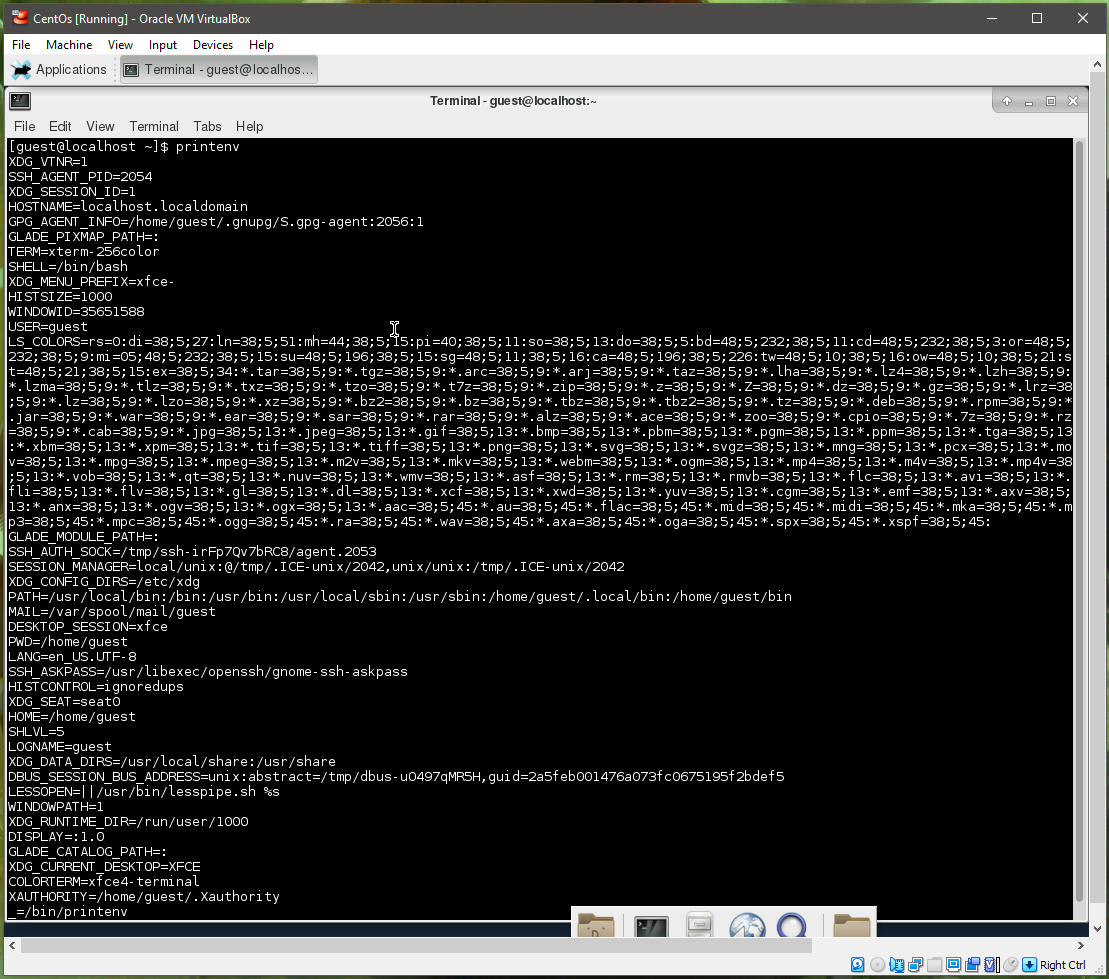 CentOs [Running] - Oracle VM VirtualBox
File Machine View Input Devices Help
Applications Terminal - guest@localhos...
Terminal - guest@localhost:~
File Edit View Terminal Tabs Help
[guest@localhost ~]$ printenv
XDG_VTNR=1
SSH_AGENT_PID=2054
XDG_SESSION_ID=1
HOSTNAME=localhost.localdomain
GPG_AGENT_INFO=/home/guest/.gnupg/S.gpg-agent:2056:1
GLADE_PIXMAP_PATH=:
TERM=xterm-256color
SHELL=/bin/bash
XDG_MENU_PREFIX=xfce-
HISTSIZE=1000
WINDOWID=35651588
USER=guest
LS_COLORS=rs=0:di=38;5;27:ln=38;5;51:mh=44;38;5;15:pi=40;38;5;11:so=38;5;13:do=38;5;5:bd=48;5;232;38;5;11:cd=48;5;232;38;5;3:or=48;5;
232;38;5;9:mi=05;48;5;232;38;5;15:su=48;5;196;38;5;15:sg=48;5;11;38;5;16:ca=48;5;196;38;5;226:tw=48;5;10;38;5;16:ow=48;5;10;38;5;21:s
t=48;5;21;38;5;15:ex=38;5;34:*.tar=38;5;9:*.tgz=38;5;9:*.arc=38;5;9:*.arj=38;5;9:*.taz=38;5;9:*.lha=38;5;9:*.lz4=38;5;9:*.lzh=38;5;9:
*.lzma=38;5;9:*.tlz=38;5;9:*.txz=38;5;9:*.tzo=38;5;9:*.t7z=38;5;9:*.zip=38;5;9:*.z=38;5;9:*.Z=38;5;9:*.dz=38;5;9:*.gz=38;5;9:*.lrz=38
;5;9:*.lz=38;5;9:*.lzo=38;5;9:*.xz=38;5;9:*.bz2=38;5;9:*.bz=38;5;9:*.tbz=38;5;9:*.tbz2=38;5;9:*.tz=38;5;9:*.deb=38;5;9:*.rpm=38;5;9:*
.jar=38;5;9:*.war=38;5;9:*.ear=38;5;9:*.sar=38;5;9:*.rar=38;5;9:*.alz=38;5;9:*.ace=38;5;9:*.zoo=38;5;9:*.cpio=38;5;9:*.7z=38;5;9:*.rz
=38;5;9:*.cab=38;5;9:*.jpg=38;5;13:*.jpeg=38;5;13:*.gif=38;5;13:*.bmp=38;5;13:*.pbm=38;5;13:*.pgm=38;5;13:*.ppm=38;5;13:*.tga=38;5;13
:*.xbm=38;5;13:*.xpm=38;5;13:*.tif=38;5;13:*.tiff=38;5;13:*.png=38;5;13:*.svg=38;5;13:*.svgz=38;5;13:*.mng=38;5;13:*.pcx=38;5;13:*.mo
v=38;5;13:*.mpg=38;5;13:*.mpeg=38;5;13:*.m2v=38;5;13:*.mkv=38;5;13:*.webm=38;5;13:*.ogm=38;5;13:*.mp4=38;5;13:*.m4v=38;5;13:*.mp4v=38
;5;13:*.vob=38;5;13:*.qt=38;5;13:*.nuv=38;5;13:*.wmv=38;5;13:*.asf=38;5;13:*.rm=38;5;13:*.rmvb=38;5;13:*.flc=38;5;13:*.avi=38;5;13:*.
fli=38;5;13:*.flv=38;5;13:*.gl=38;5;13:*.dl=38;5;13:*.xcf=38;5;13:*.xwd=38;5;13:*.yuv=38;5;13:*.cgm=38;5;13:*.emf=38;5;13:*.axv=38;5;
13:*.anx=38;5;13:*.ogv=38;5;13:*.ogx=38;5;13:*.aac=38;5;45:*.au=38;5;45:*.flac=38;5;45:*.mid=38;5;45:*.midi=38;5;45:*.mka=38;5;45:*.m
p3=38;5;45:*.mpc=38;5;45:*.ogg=38;5;45:*.ra=38;5;45:*.wav=38;5;45:*.axa=38;5;45:*.oga=38;5;45:*.spx=38;5;45:*.xspf=38;5;45:
GLADE_MODULE_PATH=:
SSH_AUTH_SOCK=/tmp/ssh-irFp7Qv7bRC8/agent.2053
SESSION_MANAGER=local/unix:@/tmp/.ICE-unix/2042,unix/unix:/tmp/.ICE-unix/2042
XDG_CONFIG_DIRS=/etc/xdg
PATH=/usr/local/bin:/bin:/usr/bin:/usr/local/sbin:/usr/sbin:/home/guest/.local/bin:/home/guest/bin
MAIL=/var/spool/mail/guest
DESKTOP_SESSION=xfce
PWD=/home/guest
LANG=en_US.UTF-8
SSH_ASKPASS=/usr/libexec/openssh/gnome-ssh-askpass
HISTCONTROL=ignoredups
XDG_SEAT=seat0
HOME=/home/guest
SHLVL=5
LOGNAME=guest
XDG_DATA_DIRS=/usr/local/share:/usr/share
DBUS_SESSION_BUS_ADDRESS=unix:abstract=/tmp/dbus-u0497qMR5H,guid=2a5feb001476a073fc0675195f2bdef5
LESSOPEN=||/usr/bin/lesspipe.sh %s
WINDOWPATH=1
XDG_RUNTIME_DIR=/run/user/1000
DISPLAY=:1.0
GLADE_CATALOG_PATH=:
XDG_CURRENT_DESKTOP=XFCE
COLORTERM=xfce4-terminal
XAUTHORITY=/home/guest/.Xauthority
_=/bin/printenv
Right Ctrl